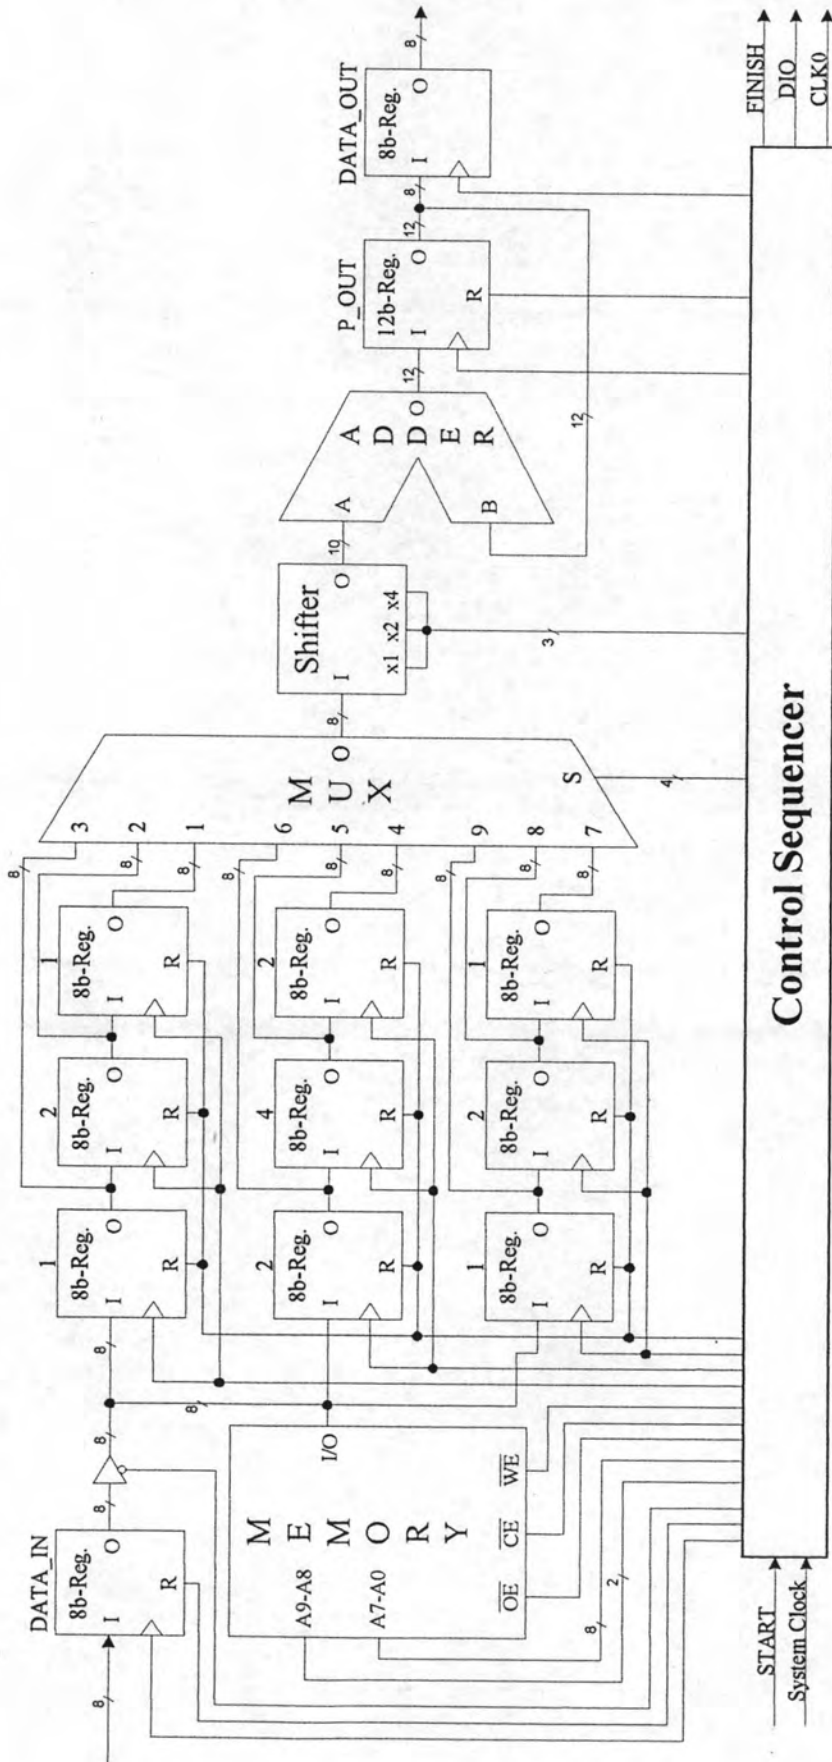 DATA_IN
8b-Reg.
I
O
R
8
8
8
8
8
M
E
M
O
R
Y
I/O
A9-A8
A7-A0
OE
CE
WE
8
2
1
8b-Reg.
I
O
R
2
8b-Reg.
I
O
R
1
8b-Reg.
I
O
R
2
8b-Reg.
I
O
R
4
8b-Reg.
I
O
R
2
8b-Reg.
I
O
R
1
8b-Reg.
I
O
R
2
8b-Reg.
I
O
R
1
8b-Reg.
I
O
R
8
8
8
8
8
8
8
8
8
3
2
1
6
5
4
9
8
7
M
U
X
O
S
4
8
Shifter
I
O
x1 x2 x4
3
10
A
B
A
D
D
E
R
O
12
P_OUT
12b-Reg.
I
O
R
12
12
8
DATA_OUT
8b-Reg.
I
O
8
START
System Clock
Control Sequencer
FINISH
DIO
CLK0